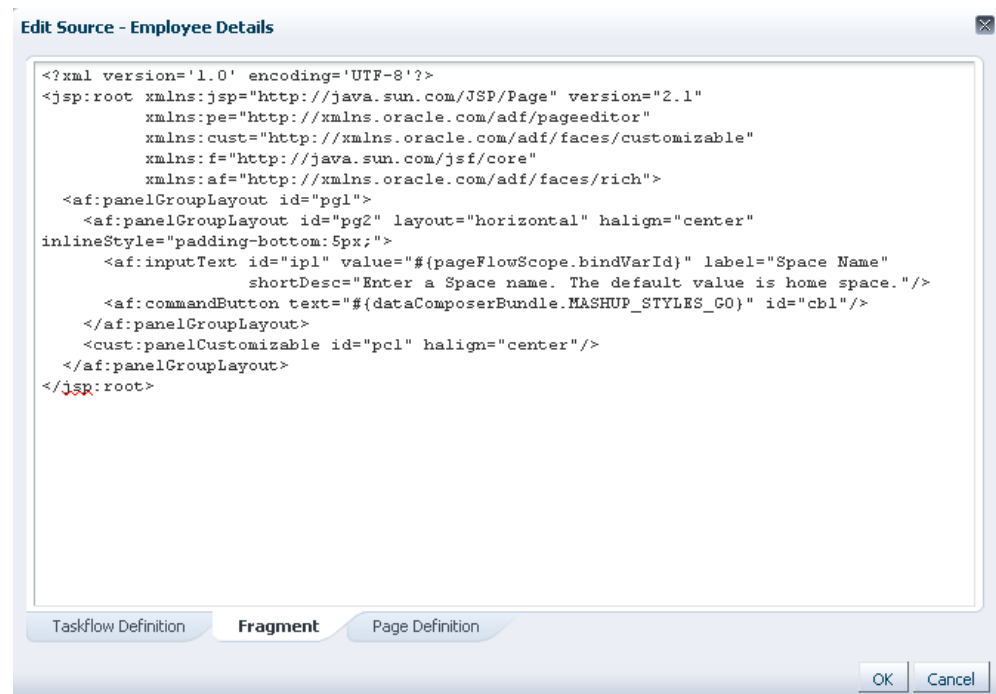 Edit Source - Employee Details
<?xml version='1.0' encoding='UTF-8'?>
<jsp:root xmlns:jsp="http://java.sun.com/JSP/Page" version="2.1"
xmlns:pe="http://xmlns.oracle.com/adf/pageeditor"
xmlns:cust="http://xmlns.oracle.com/adf/faces/customizable"
xmlns:f="http://java.sun.com/jsf/core"
xmlns:af="http://xmlns.oracle.com/adf/faces/rich">
<af:panelGroupLayout id="pgl">
<af:panelGroupLayout id="pg2" layout="horizontal" halign="center"
inlineStyle="padding-bottom:5px;">
<af:inputText id="ip1" value="#{pageFlowScope.bindVarId}" label="Space Name"
shortDesc="Enter a Space name. The default value is home space."/>
<af:commandButton text="#{dataComposerBundle.MASHUP_STYLES_GO}" id="cb1"/>
</af:panelGroupLayout>
<cust:panelCustomizable id="pc1" halign="center"/>
</af:panelGroupLayout>
</jsp:root>
Taskflow Definition Fragment Page Definition
OK Cancel